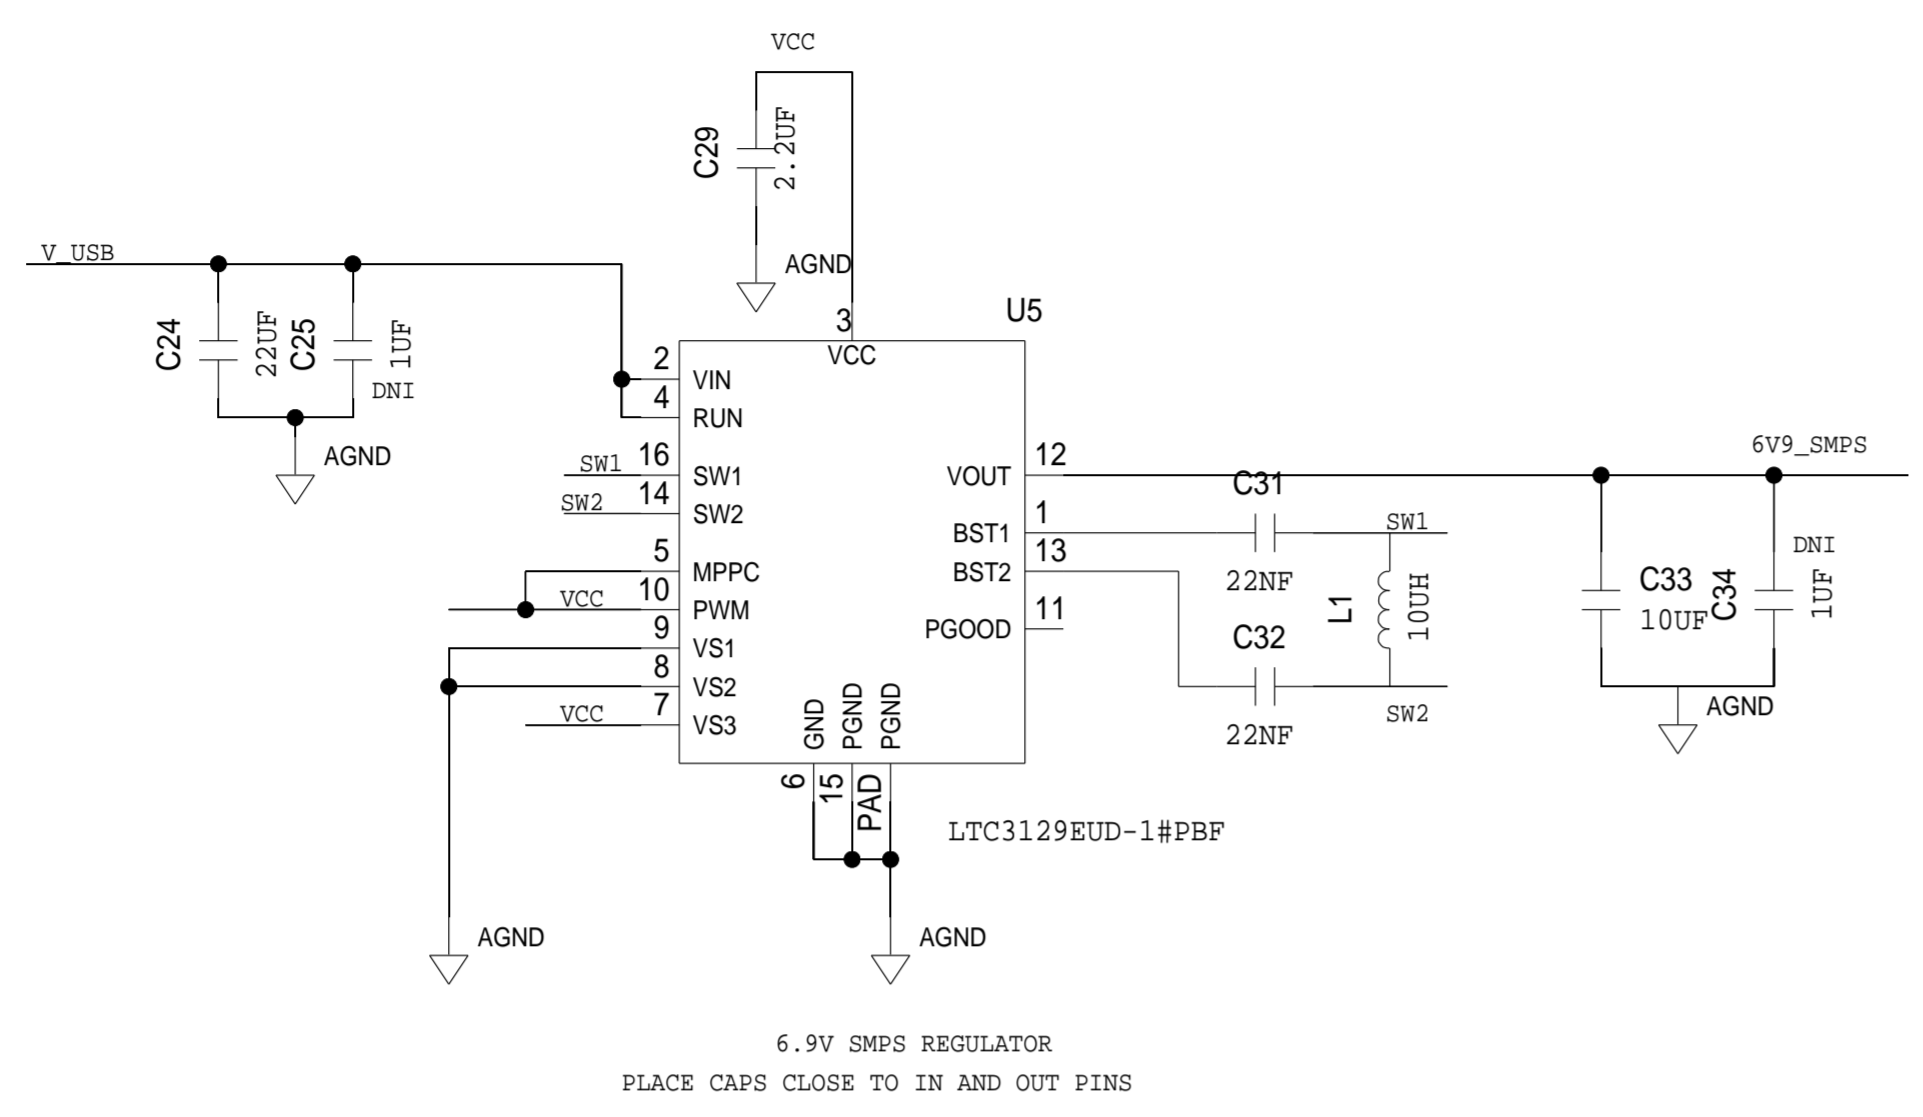 VCC
C29
2.2UF
AGND
V_USB
C24
22UF
C25
1UF
DNI
AGND
U5
3
VCC
2
VIN
4
RUN
SW1
16
SW1
SW2
14
SW2
5
MPPC
VCC
10
PWM
9
VS1
8
VS2
VCC
7
VS3
12
VOUT
1
BST1
13
BST2
11
PGOOD
GND
PGND
PGND
6
15
PAD
LTC3129EUD-1#PBF
C31
22NF
SW1
L1
10UH
C32
22NF
SW2
6V9_SMPS
C33
10UF
DNI
C34
1UF
AGND
AGND
AGND
6.9V SMPS REGULATOR
PLACE CAPS CLOSE TO IN AND OUT PINS